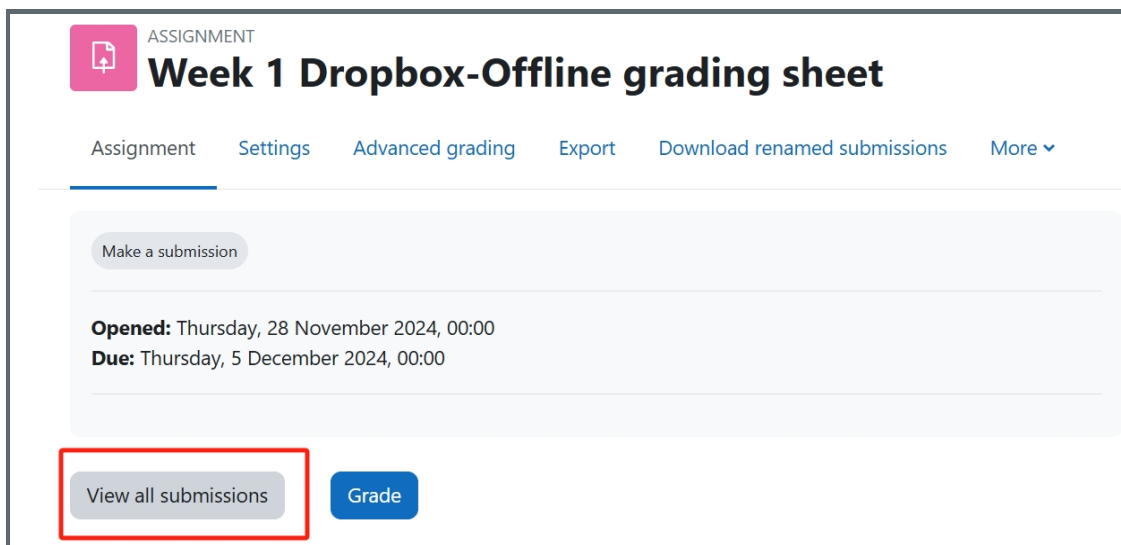 ASSIGNMENT
Week 1 Dropbox-Offline grading sheet
Assignment Settings Advanced grading Export Download renamed submissions More
Make a submission
Opened: Thursday, 28 November 2024, 00:00
Due: Thursday, 5 December 2024, 00:00
View all submissions Grade